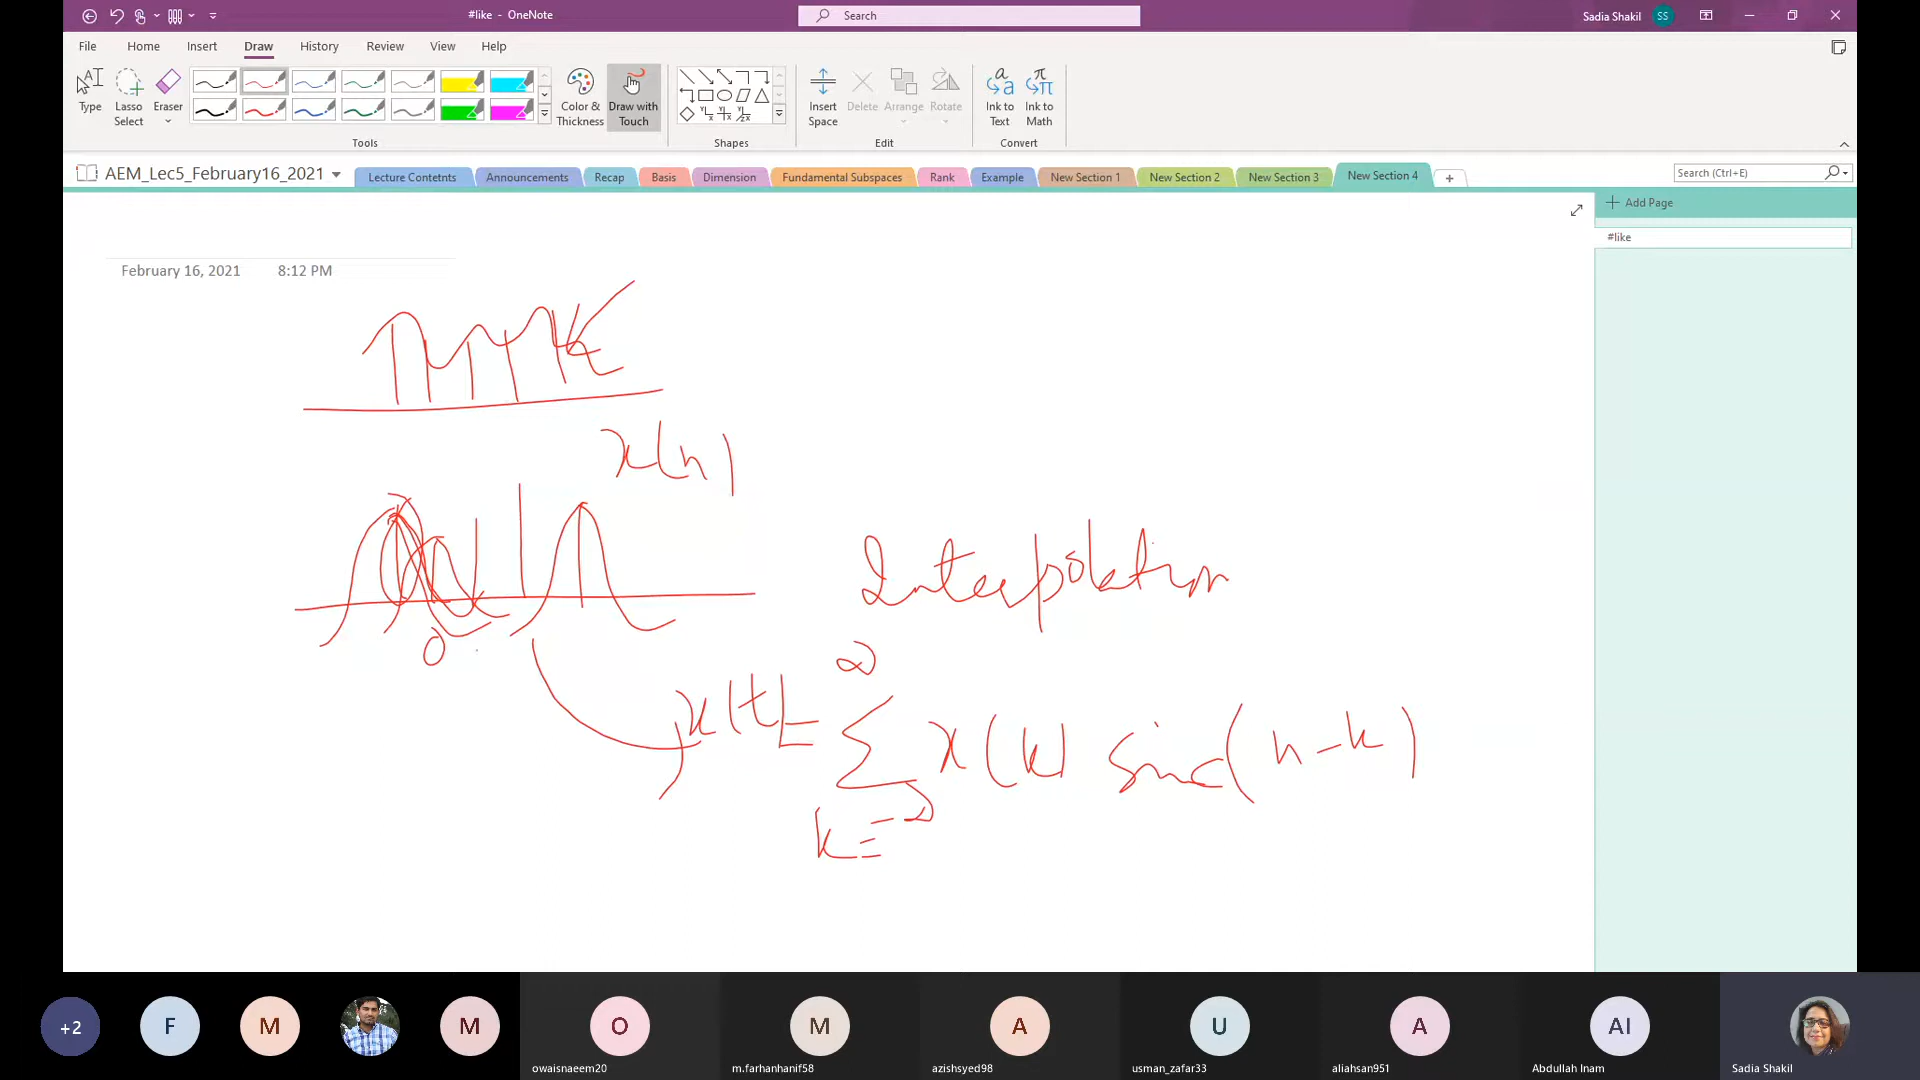 #like - OneNote
Search
Sadia Shakil SS
File Home Insert Draw History Review View Help
Type
Lasso Select
Eraser
Color & Thickness
Draw with Touch
Insert Space
Delete
Arrange
Rotate
Ink to Text
Ink to Math
Tools Shapes Edit Convert
AEM_Lec5_February16_2021
Lecture Contetnts Announcements Recap Basis Dimension Fundamental Subspaces Rank Example New Section 1 New Section 2 New Section 3 New Section 4 +
Search (Ctrl+E)
Add Page
#like
February 16, 2021 8:12 PM
x(n)
Interpolation
0
∞
x(t) = Σ x(k) sinc(n-k)
k=-∞
+2 F M M O M A U A AI
owaisnaeem20 m.farhanhanif58 azishsyed98 usman_zafar33 aliahsan951 Abdullah Inam Sadia Shakil